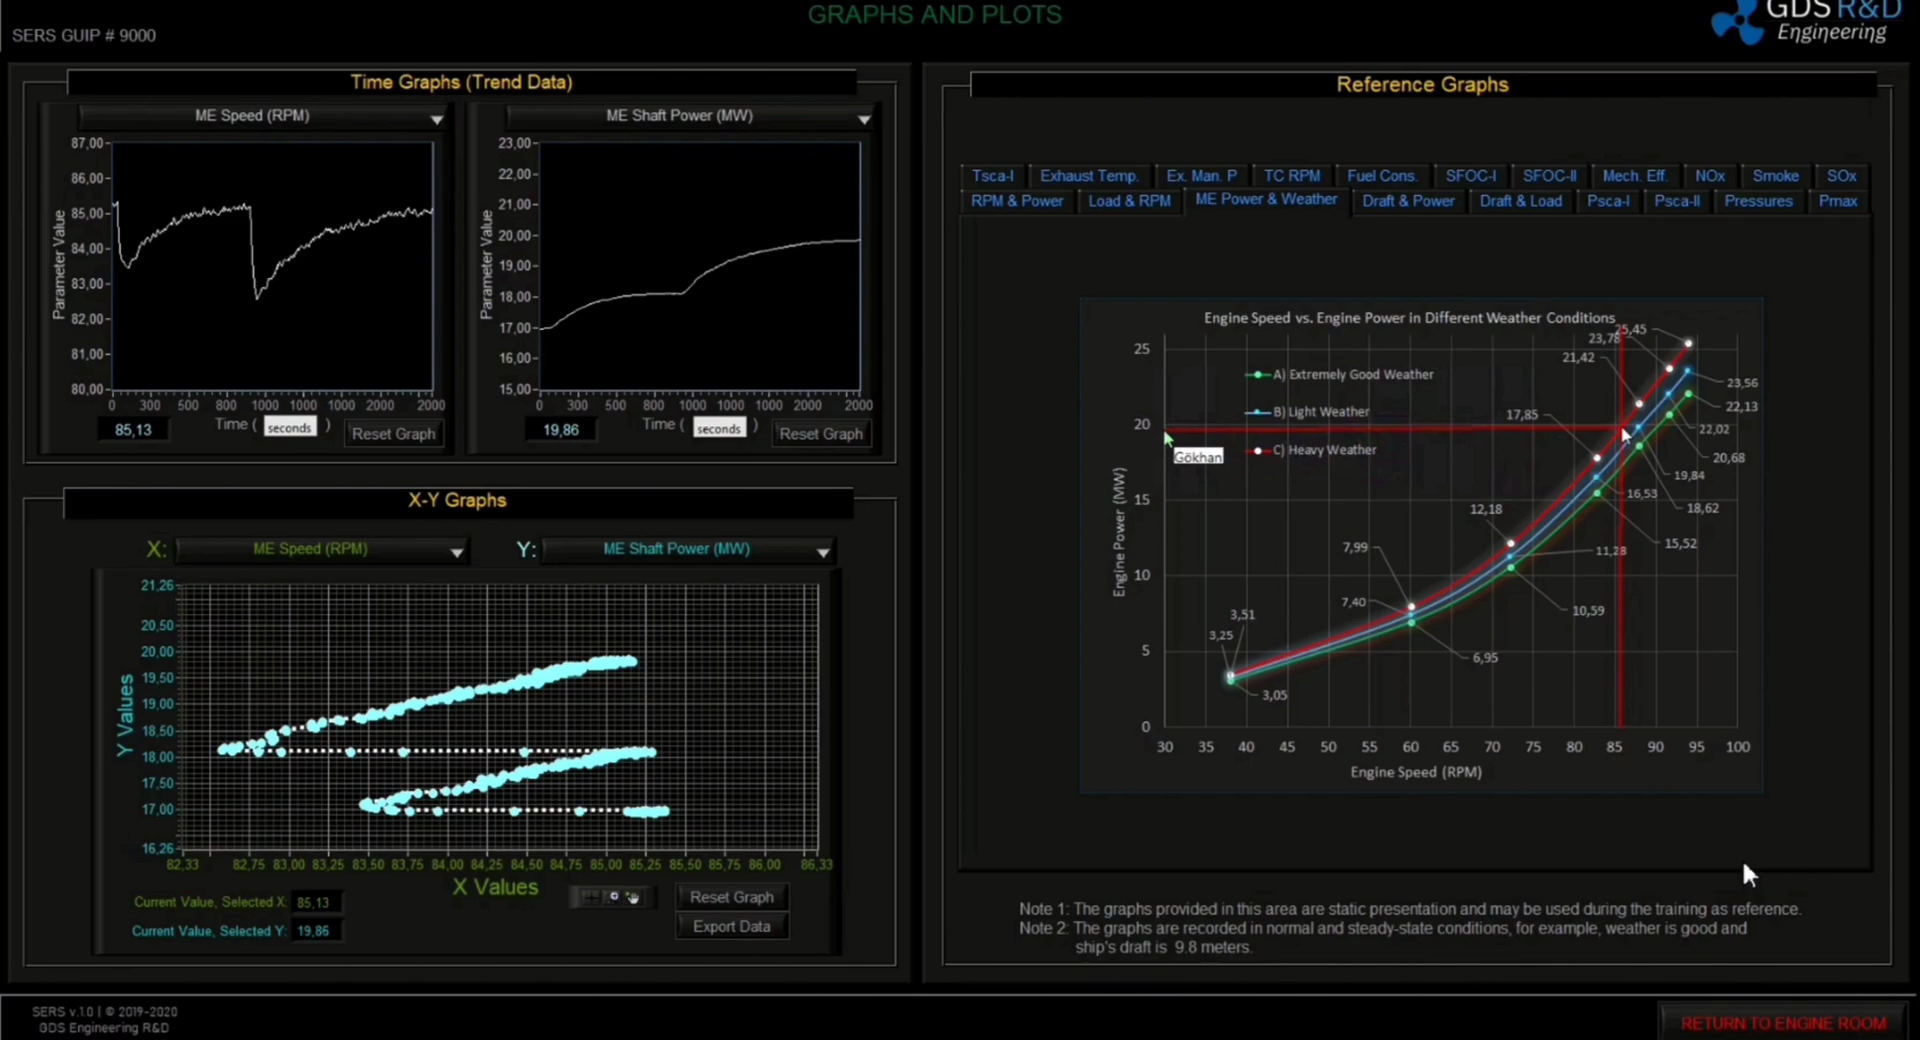 GRAPHS AND PLOTS
SERS GUIP # 9000
GDS R&D
Engineering
Time Graphs (Trend Data)
ME Speed (RPM)
87,00
86,00
85,00
84,00
83,00
82,00
81,00
80,00
Parameter Value
0 300 500 800 1000 1000 1000 2000 2000
85,13
Time ( seconds )
Reset Graph
ME Shaft Power (MW)
23,00
22,00
21,00
20,00
19,00
18,00
17,00
16,00
15,00
Parameter Value
0 300 500 800 1000 1000 1000 2000 2000
19,86
Time ( seconds )
Reset Graph
X-Y Graphs
X: ME Speed (RPM)
Y: ME Shaft Power (MW)
21,26
20,50
20,00
19,50
19,00
18,50
18,00
17,50
17,00
16,26
Y Values
82,33 82,75 83,00 83,25 83,50 83,75 84,00 84,25 84,50 84,75 85,00 85,25 85,50 85,75 86,00 86,33
X Values
Current Value, Selected X: 85,13
Current Value, Selected Y: 19,86
Reset Graph
Export Data
Reference Graphs
Tsca-I Exhaust Temp. Ex. Man. P TC RPM Fuel Cons. SFOC-I SFOC-II Mech. Eff. NOx Smoke SOx
RPM & Power Load & RPM ME Power & Weather Draft & Power Draft & Load Psca-I Psca-II Pressures Pmax
Engine Speed vs. Engine Power in Different Weather Conditions
25
20
15
10
5
0
Engine Power (MW)
A) Extremely Good Weather
B) Light Weather
C) Heavy Weather
Gökhan
25,45
23,78
21,42
17,85
12,18
7,99
7,40
3,51
3,25
3,05
6,95
10,59
11,28
15,52
16,53
18,62
19,84
20,68
22,02
22,13
23,56
30 35 40 45 50 55 60 65 70 75 80 85 90 95 100
Engine Speed (RPM)
Note 1: The graphs provided in this area are static presentation and may be used during the training as reference.
Note 2: The graphs are recorded in normal and steady-state conditions, for example, weather is good and
ship's draft is 9.8 meters.
SERS v.1.0 | © 2019-2020
GDS Engineering R&D
RETURN TO ENGINE ROOM